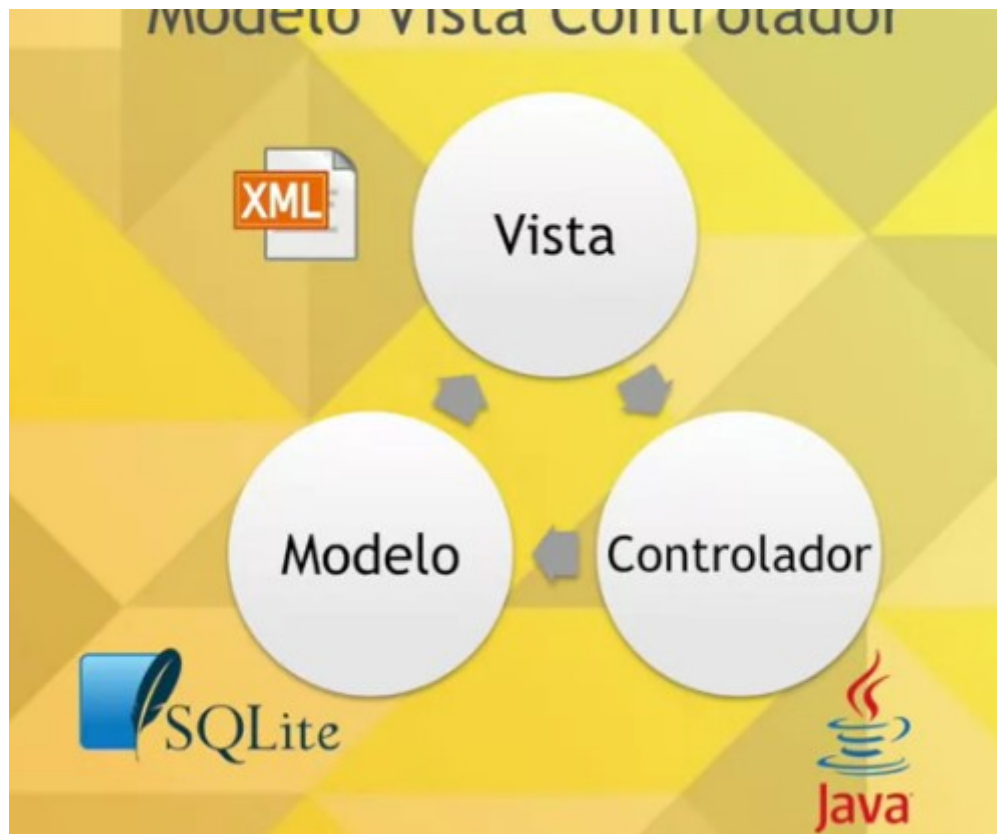 Modelo Vista Controlador
XML
Vista
Modelo
Controlador
SQLite
Java